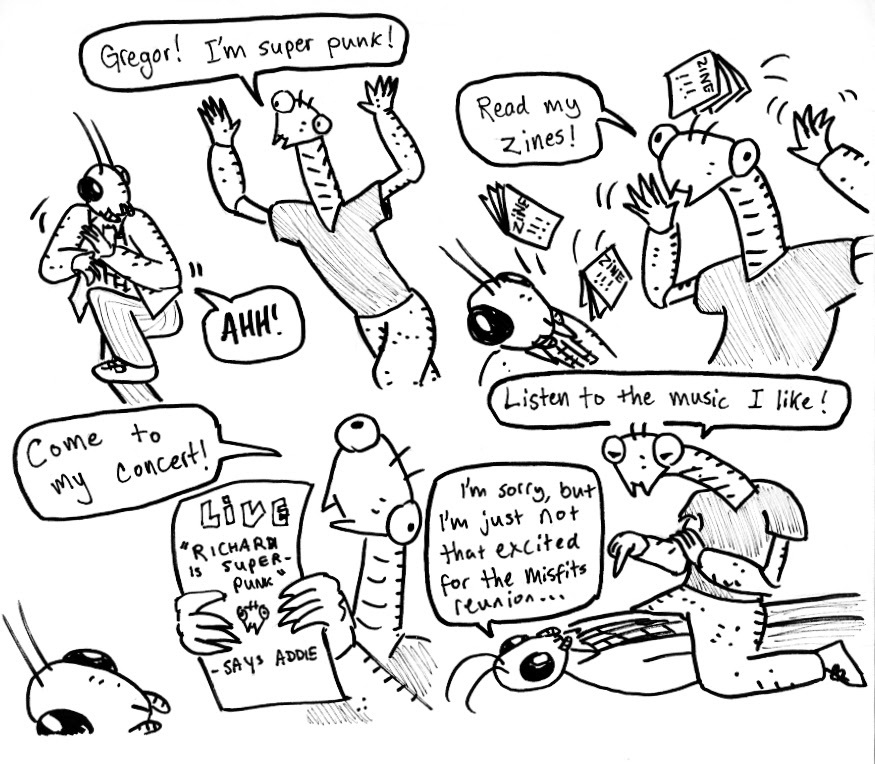 Gregor! I'm super punk!
AHH!
Read my
zines!
ZINE
!!!
ZINE
!!!
ZINE
!!!
Come to
my concert!
LIVE
"RICHARD
IS SUPER-
PUNK"
-SAYS ADDIE
Listen to the music I like!
I'm sorry, but
I'm just not
that excited
for the Misfits
reunion...